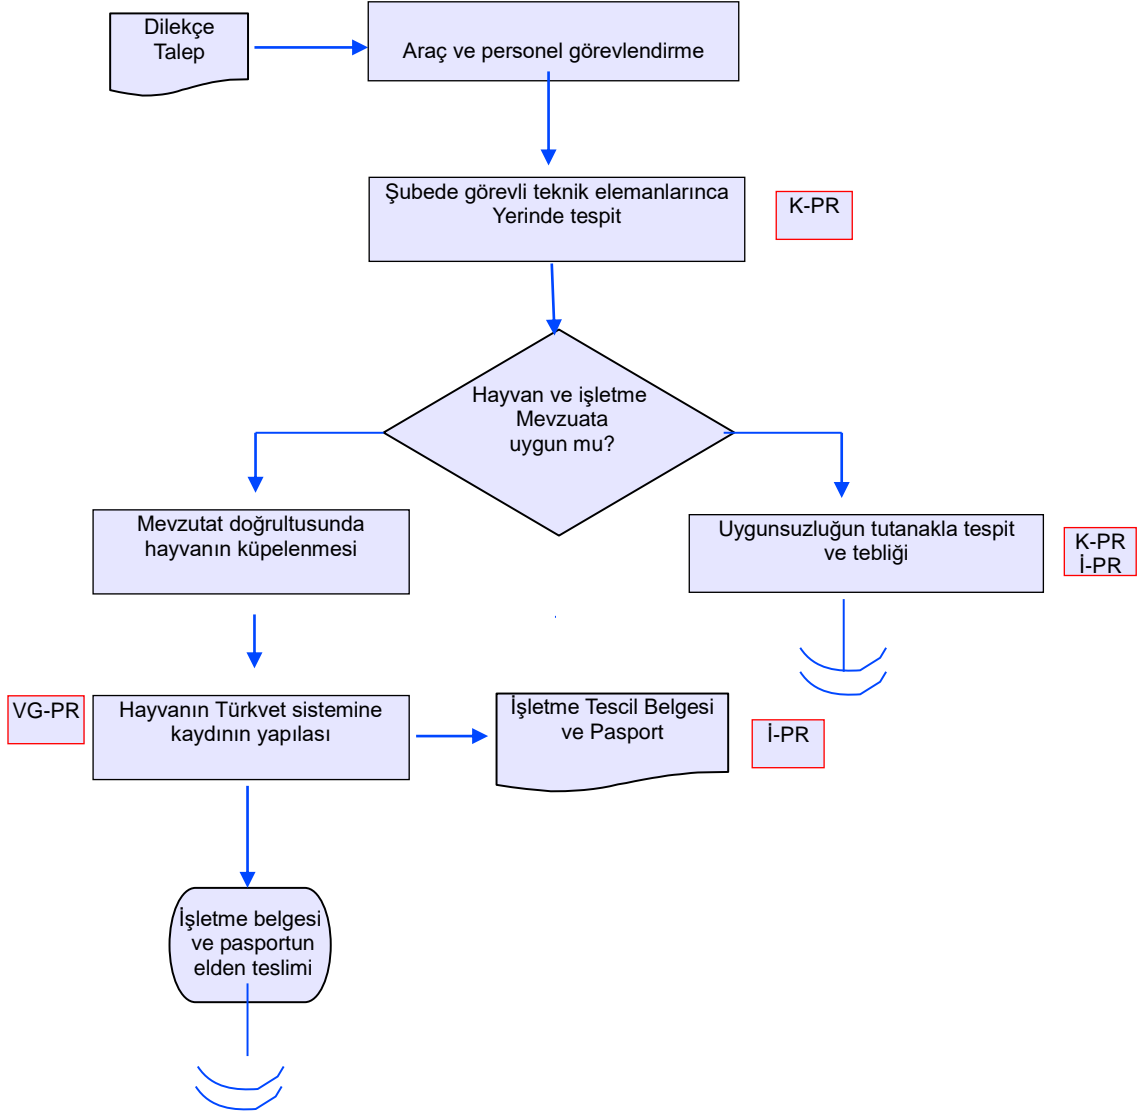 Dilekçe
Talep
Araç ve personel görevlendirme
Şubede görevli teknik elemanlarınca
Yerinde tespit
K-PR
Hayvan ve işletme
Mevzuata
uygun mu?
Mevzutat doğrultusunda
hayvanın küpelenmesi
Uygunsuzluğun tutanakla tespit
ve tebliği
K-PR
İ-PR
VG-PR
Hayvanın Türkvet sistemine
kaydının yapılası
İşletme Tescil Belgesi
ve Pasport
İ-PR
İşletme belgesi
ve pasportun
elden teslimi